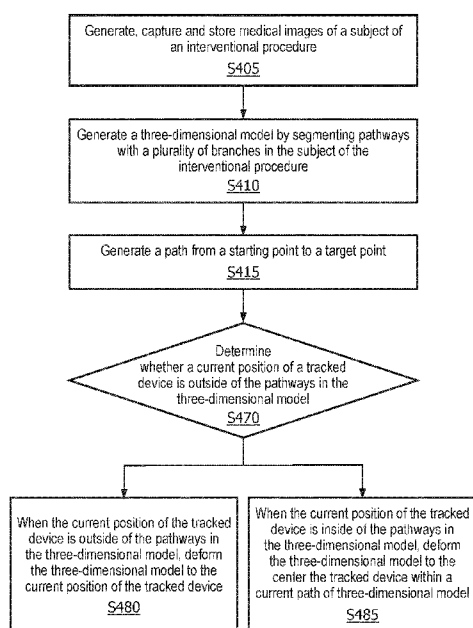 Generate, capture and store medical images of a subject of
an interventional procedure
S405
Generate a three-dimensional model by segmenting pathways
with a plurality of branches in the subject of the
interventional procedure
S410
Generate a path from a starting point to a target point
S415
Determine
whether a current position of a tracked
device is outside of the pathways in the
three-dimensional model
S470
When the current position of the tracked
device is outside of the pathways in
the three-dimensional model, deform
the three-dimensional model to the
current position of the tracked device
S480
When the current position of the tracked
device is inside of the pathways in
the three-dimensional model, deform
the three-dimensional model to the
center the tracked device within a
current path of three-dimensional model
S485